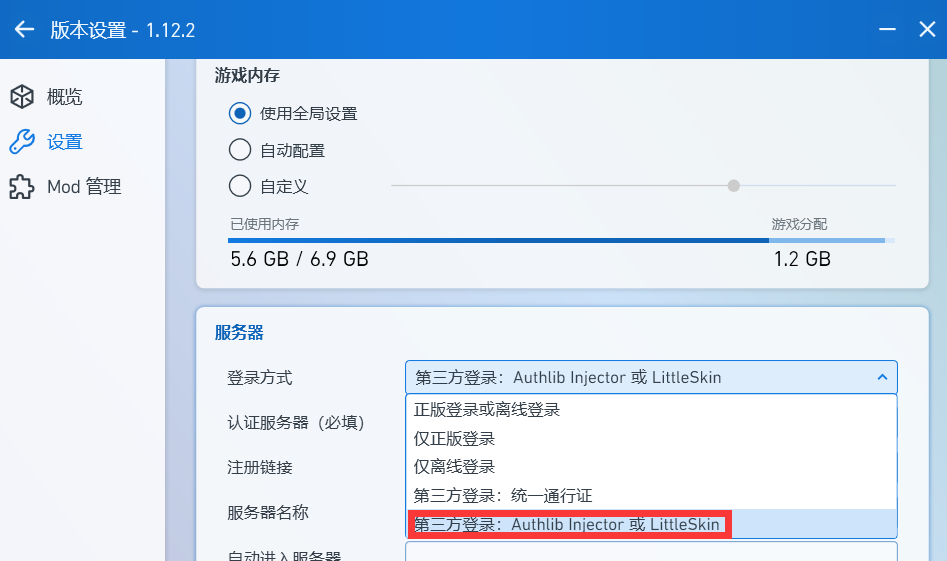 版本设置 - 1.12.2
概览
设置
Mod 管理
游戏内存
使用全局设置
自动配置
自定义
已使用内存 游戏分配
5.6 GB / 6.9 GB 1.2 GB
服务器
登录方式 第三方登录：Authlib Injector 或 LittleSkin
正版登录或离线登录
认证服务器（必填）
仅正版登录
注册链接 仅离线登录
第三方登录：统一通行证
服务器名称
第三方登录：Authlib Injector 或 LittleSkin
自动进入服务器